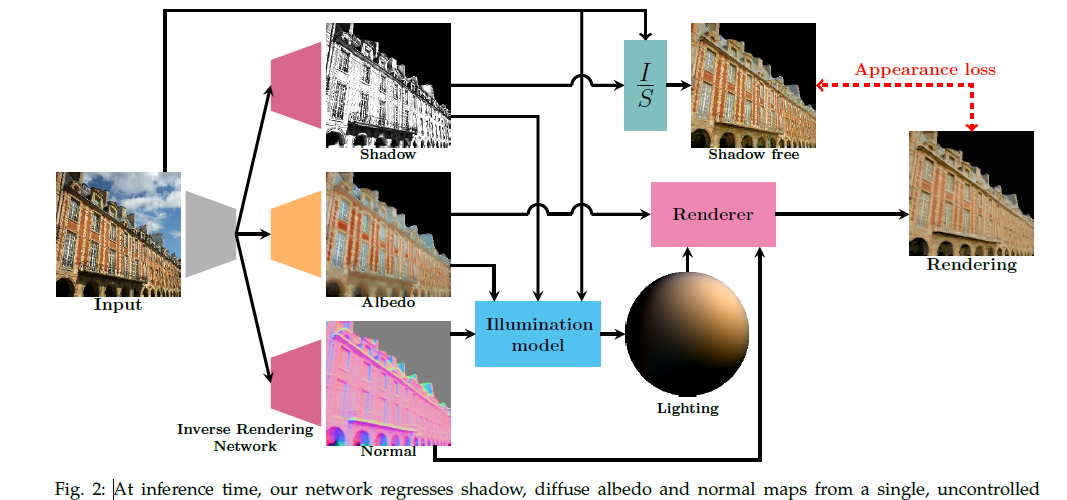 Appearance loss
I
S
Shadow
Shadow free
Renderer
Input
Albedo
Rendering
Illumination
model
Lighting
Inverse Rendering
Network
Normal
Fig. 2: At inference time, our network regresses shadow, diffuse albedo and normal maps from a single, uncontrolled